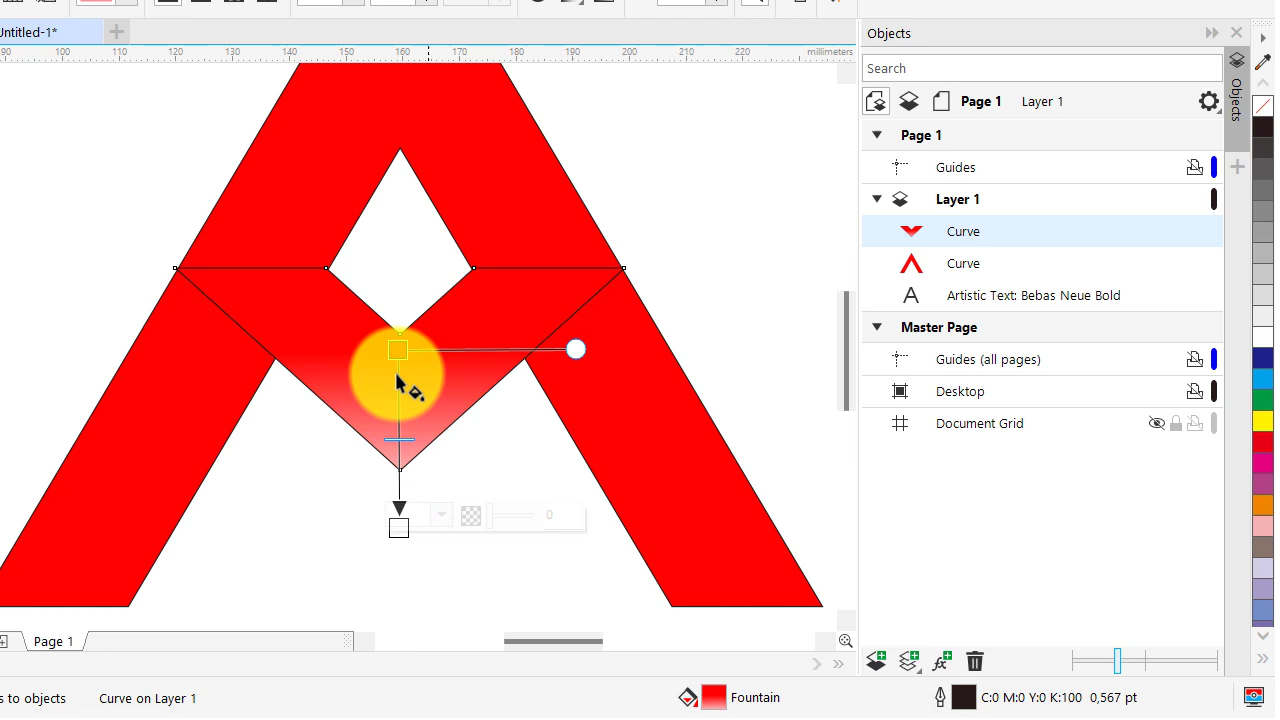 Untitled-1*
90 100 110 120 130 140 150 160 170 180 190 200 210 220 millimeters
Page 1
s to objects Curve on Layer 1
0
Fountain
C:0 M:0 Y:0 K:100 0,567 pt
Objects
Search
Page 1 Layer 1
Page 1
Guides
Layer 1
Curve
Curve
Artistic Text: Bebas Neue Bold
Master Page
Guides (all pages)
Desktop
Document Grid
Objects